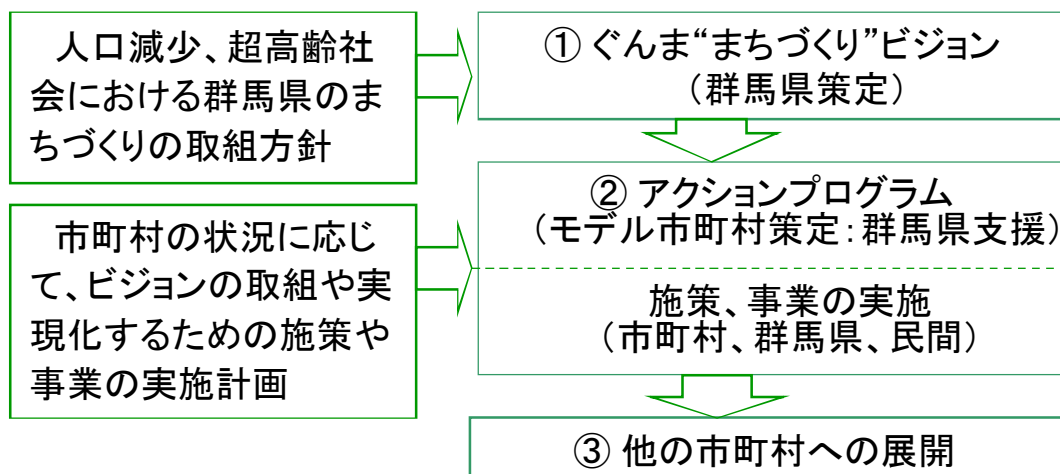 人口減少、超高齢社
会における群馬県のま
ちづくりの取組方針
① ぐんま“まちづくり”ビジョン
（群馬県策定）
市町村の状況に応じ
て、ビジョンの取組や実
現化するための施策や
事業の実施計画
② アクションプログラム
（モデル市町村策定：群馬県支援）
施策、事業の実施
（市町村、群馬県、民間）
③ 他の市町村への展開